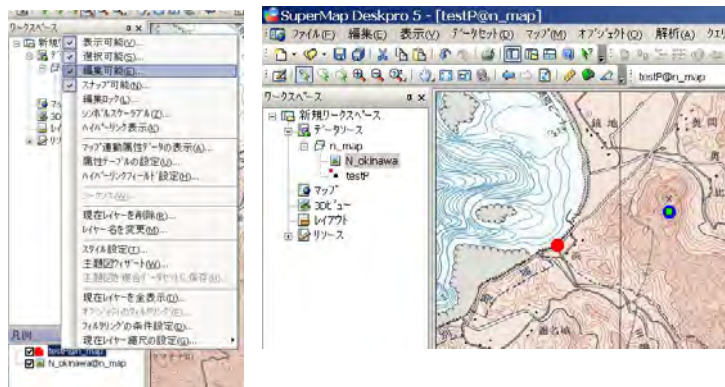 ワークスペース
表示可能(V)...
選択可能(S)...
編集可能(E)...
スナップ可能(N)...
編集ロック(L)...
シンボルスケーラブル(Z)...
ハイパーリンク表示(K)
マップ連動属性データの表示(A)...
属性テーブルの設定(U)...
ハイパーリンクフィールド設定(H)...
現在レイヤーを削除(R)...
レイヤー名を変更(M)...
スタイル設定(T)...
主題図ウィザード(W)...
現在レイヤーを全表示(D)...
フィルタリングの条件設定(Q)...
現在レイヤー縮尺の設定(G)...
凡例
testP@n_map
N_okinawa@n_map
SuperMap Deskpro 5 - [testP@n_map]
ファイル(F) 編集(E) 表示(V) データセット(D) マップ(M) オブジェクト(O) 解析(A) クエリ
testP@n_map
ワークスペース
新規ワークスペース
データソース
n_map
N_okinawa
testP
マップ
3Dビュー
レイアウト
リソース